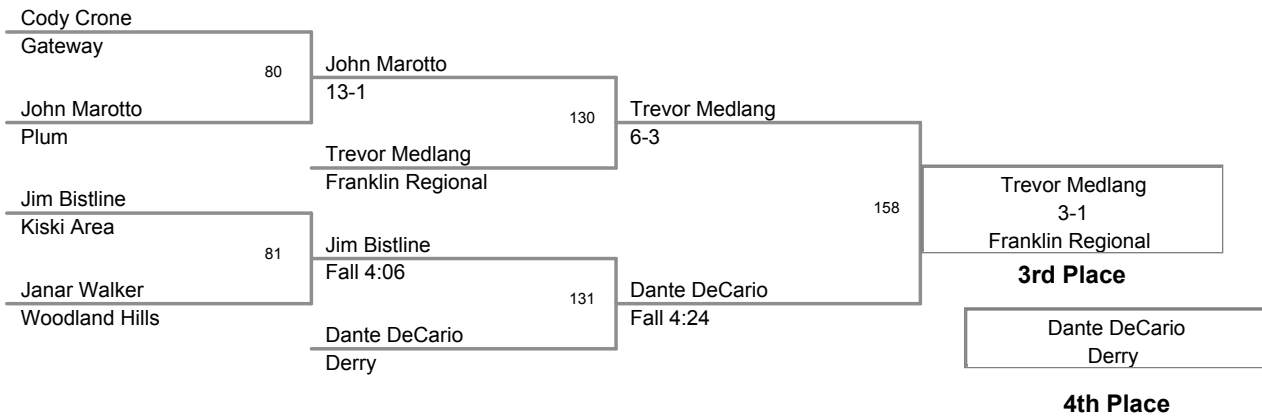 Cody Crone
Gateway
80
John Marotto
13-1
John Marotto
Plum
130
Trevor Medlang
6-3
Trevor Medlang
Franklin Regional
Jim Bistline
Kiski Area
81
Jim Bistline
Fall 4:06
Janar Walker
Woodland Hills
131
Dante DeCario
Fall 4:24
Dante DeCario
Derry
158
Trevor Medlang
3-1
Franklin Regional
3rd Place
Dante DeCario
Derry
4th Place